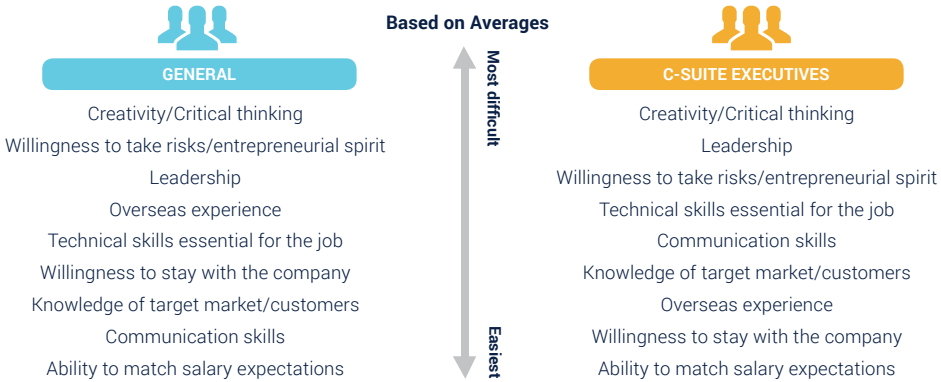 Based on Averages
GENERAL
Creativity/Critical thinking
Willingness to take risks/entrepreneurial spirit
Leadership
Overseas experience
Technical skills essential for the job
Willingness to stay with the company
Knowledge of target market/customers
Communication skills
Ability to match salary expectations
Most difficult
Easiest
C-SUITE EXECUTIVES
Creativity/Critical thinking
Leadership
Willingness to take risks/entrepreneurial spirit
Technical skills essential for the job
Communication skills
Knowledge of target market/customers
Overseas experience
Willingness to stay with the company
Ability to match salary expectations